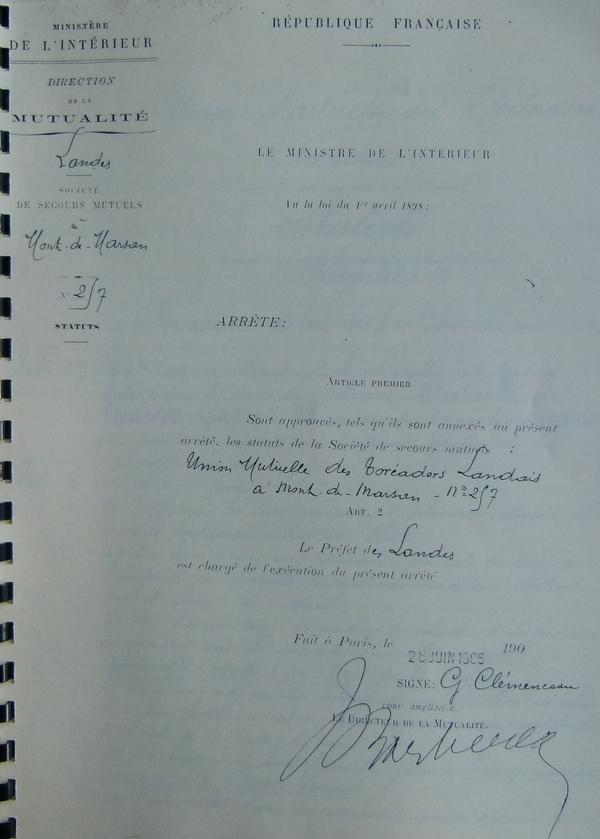 MINISTÈRE
DE L'INTÉRIEUR
DIRECTION
DE LA
MUTUALITÉ
Landes
SOCIÉTÉ
DE SECOURS MUTUELS
à
Mont-de-Marsan
N° 257
STATUTS
RÉPUBLIQUE FRANÇAISE
LE MINISTRE DE L'INTÉRIEUR
Vu la loi du 1er avril 1898 :
ARRÊTE :
ARTICLE PREMIER
Sont approuvés, tels qu'ils sont annexés au présent
arrêté, les statuts de la Société de secours mutuels :
Union Mutuelle des Toréadors Landais
à Mont-de-Marsan - N° 257
ART. 2
Le Préfet des Landes
est chargé de l'exécution du présent arrêté
Fait à Paris, le 190
28 JUIN
SIGNÉ: G. Clémenceau
pour ampliation.
LE DIRECTEUR DE LA MUTUALITÉ.